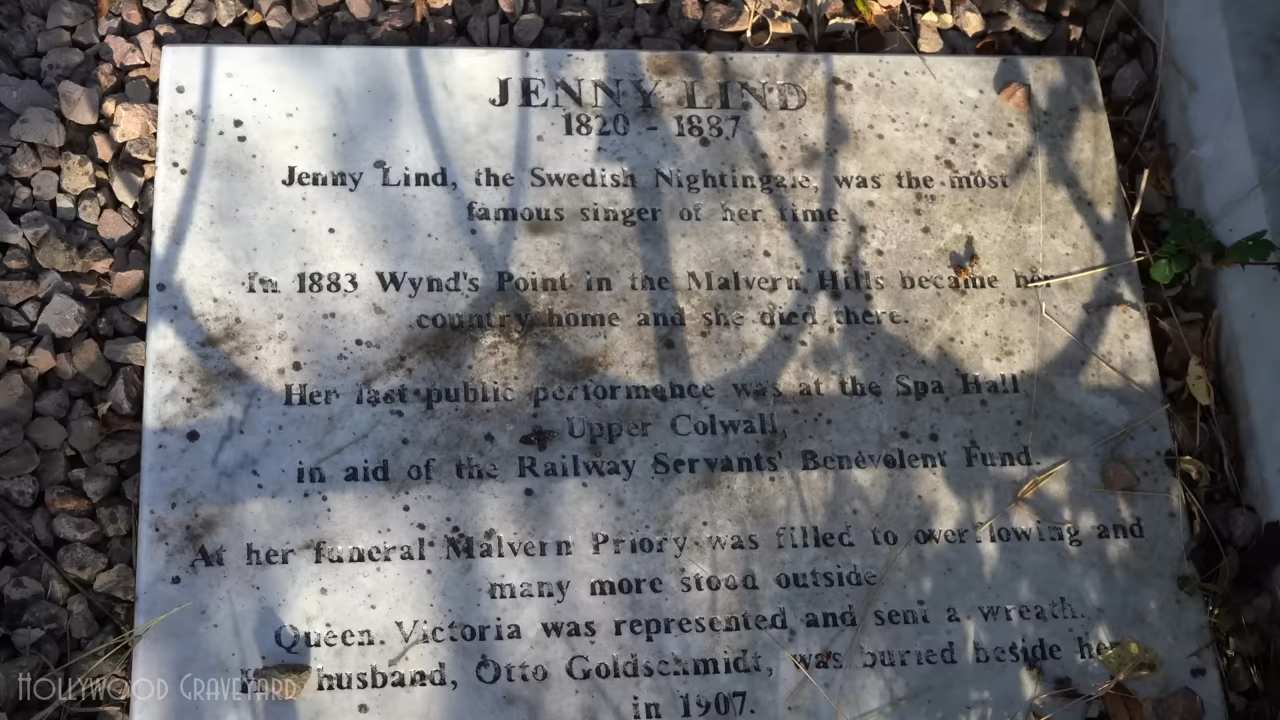 JENNY LIND
1820 - 1887
Jenny Lind, the Swedish Nightingale, was the most
famous singer of her time.
In 1883 Wynd's Point in the Malvern Hills became her
country home and she died there.
Her last public performance was at the Spa Hall
Upper Colwall,
in aid of the Railway Servants' Benevolent Fund.
At her funeral Malvern Priory was filled to overflowing and
many more stood outside
Queen Victoria was represented and sent a wreath.
husband, Otto Goldschmidt, was buried beside her
in 1907.
HOLLYWOOD GRAVEYARD